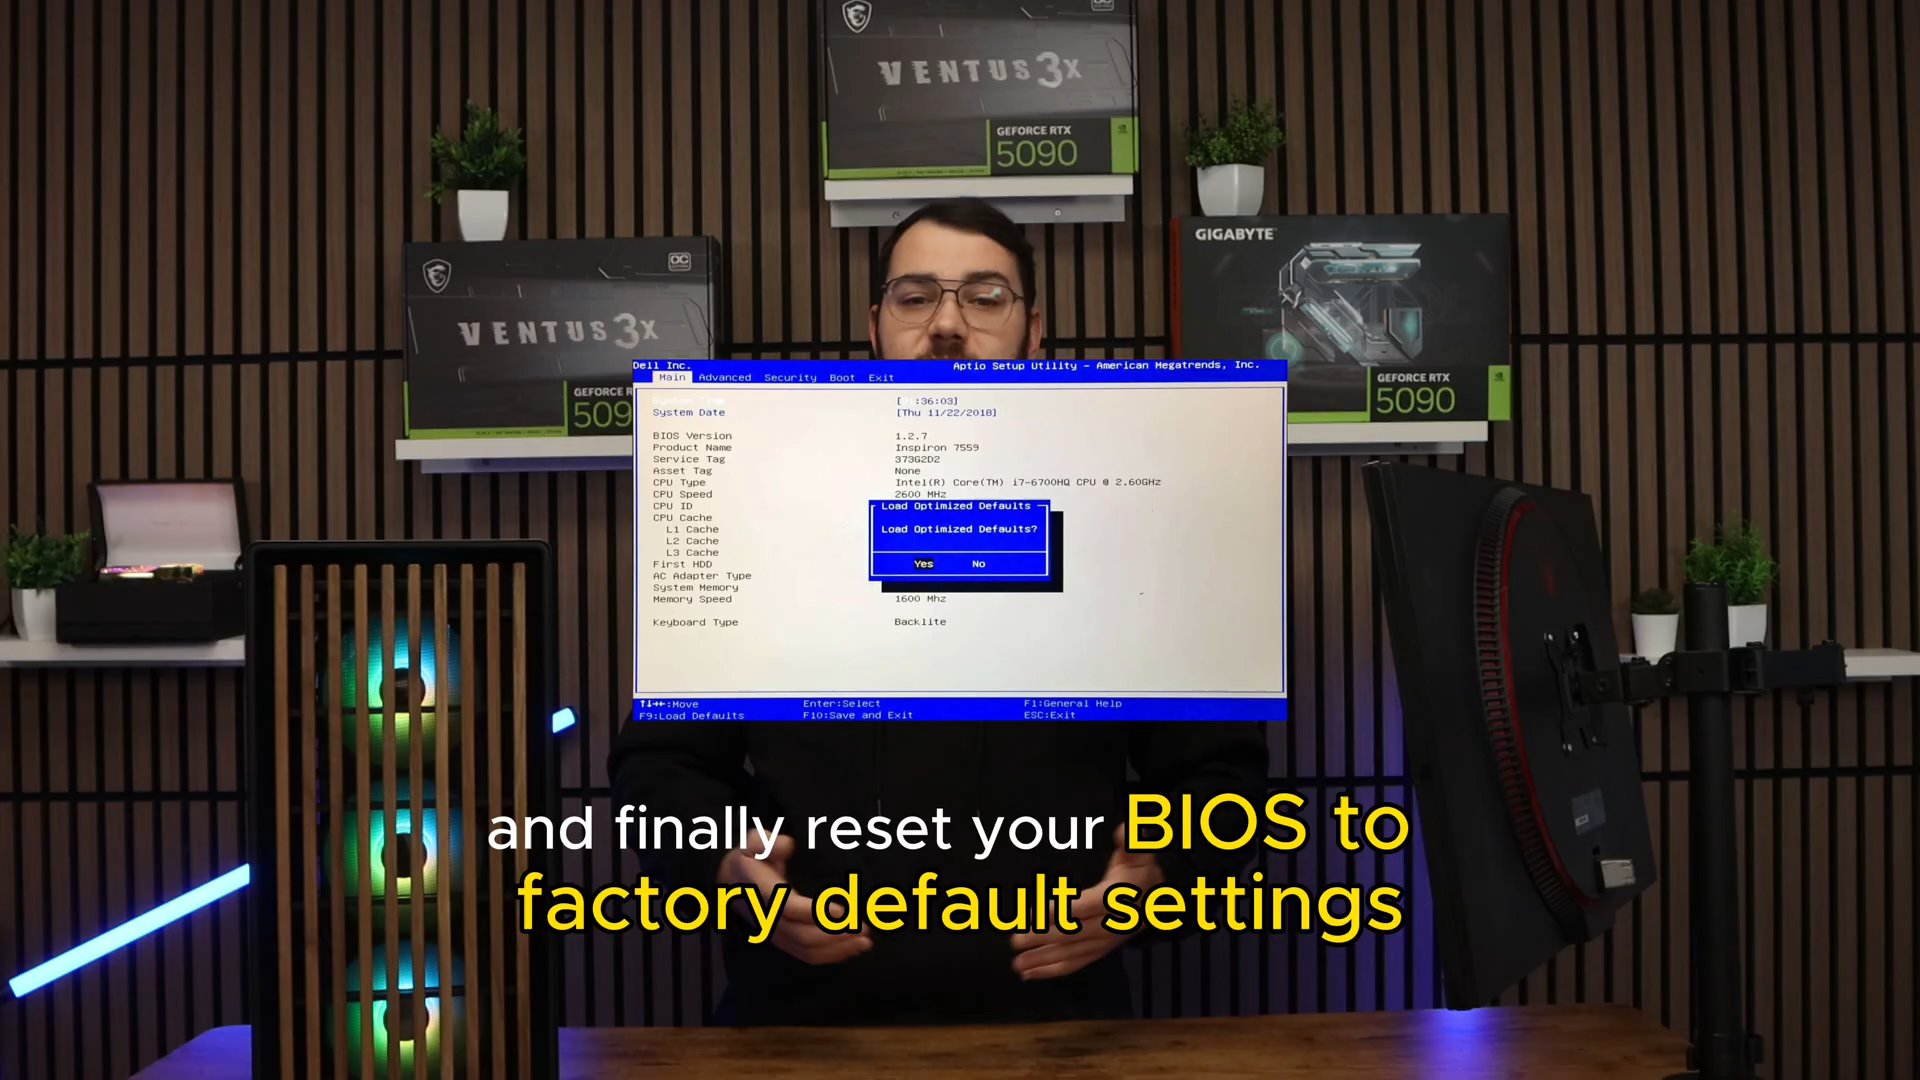 VENTUS 3X
GEFORCE RTX
5090
OC
VENTUS 3X
GEFORCE R
509
GIGABYTE
GEFORCE RTX
5090
Dell Inc.
Aptio Setup Utility - American Megatrends, Inc.
Main Advanced Security Boot Exit
:36:03]
System Date [Thu 11/22/2018]
BIOS Version 1.2.7
Product Name Inspiron 7559
Service Tag 373G2D2
Asset Tag None
CPU Type Intel(R) Core(TM) i7-6700HQ CPU @ 2.60GHz
CPU Speed 2600 MHz
CPU ID
CPU Cache
L1 Cache
L2 Cache
L3 Cache
First HDD
AC Adapter Type
System Memory
Memory Speed 1600 Mhz
Keyboard Type Backlite
Load Optimized Defaults
Load Optimized Defaults?
Yes No
↑↓→←:Move Enter:Select F1:General Help
F9:Load Defaults F10:Save and Exit ESC:Exit
and finally reset your BIOS to
factory default settings